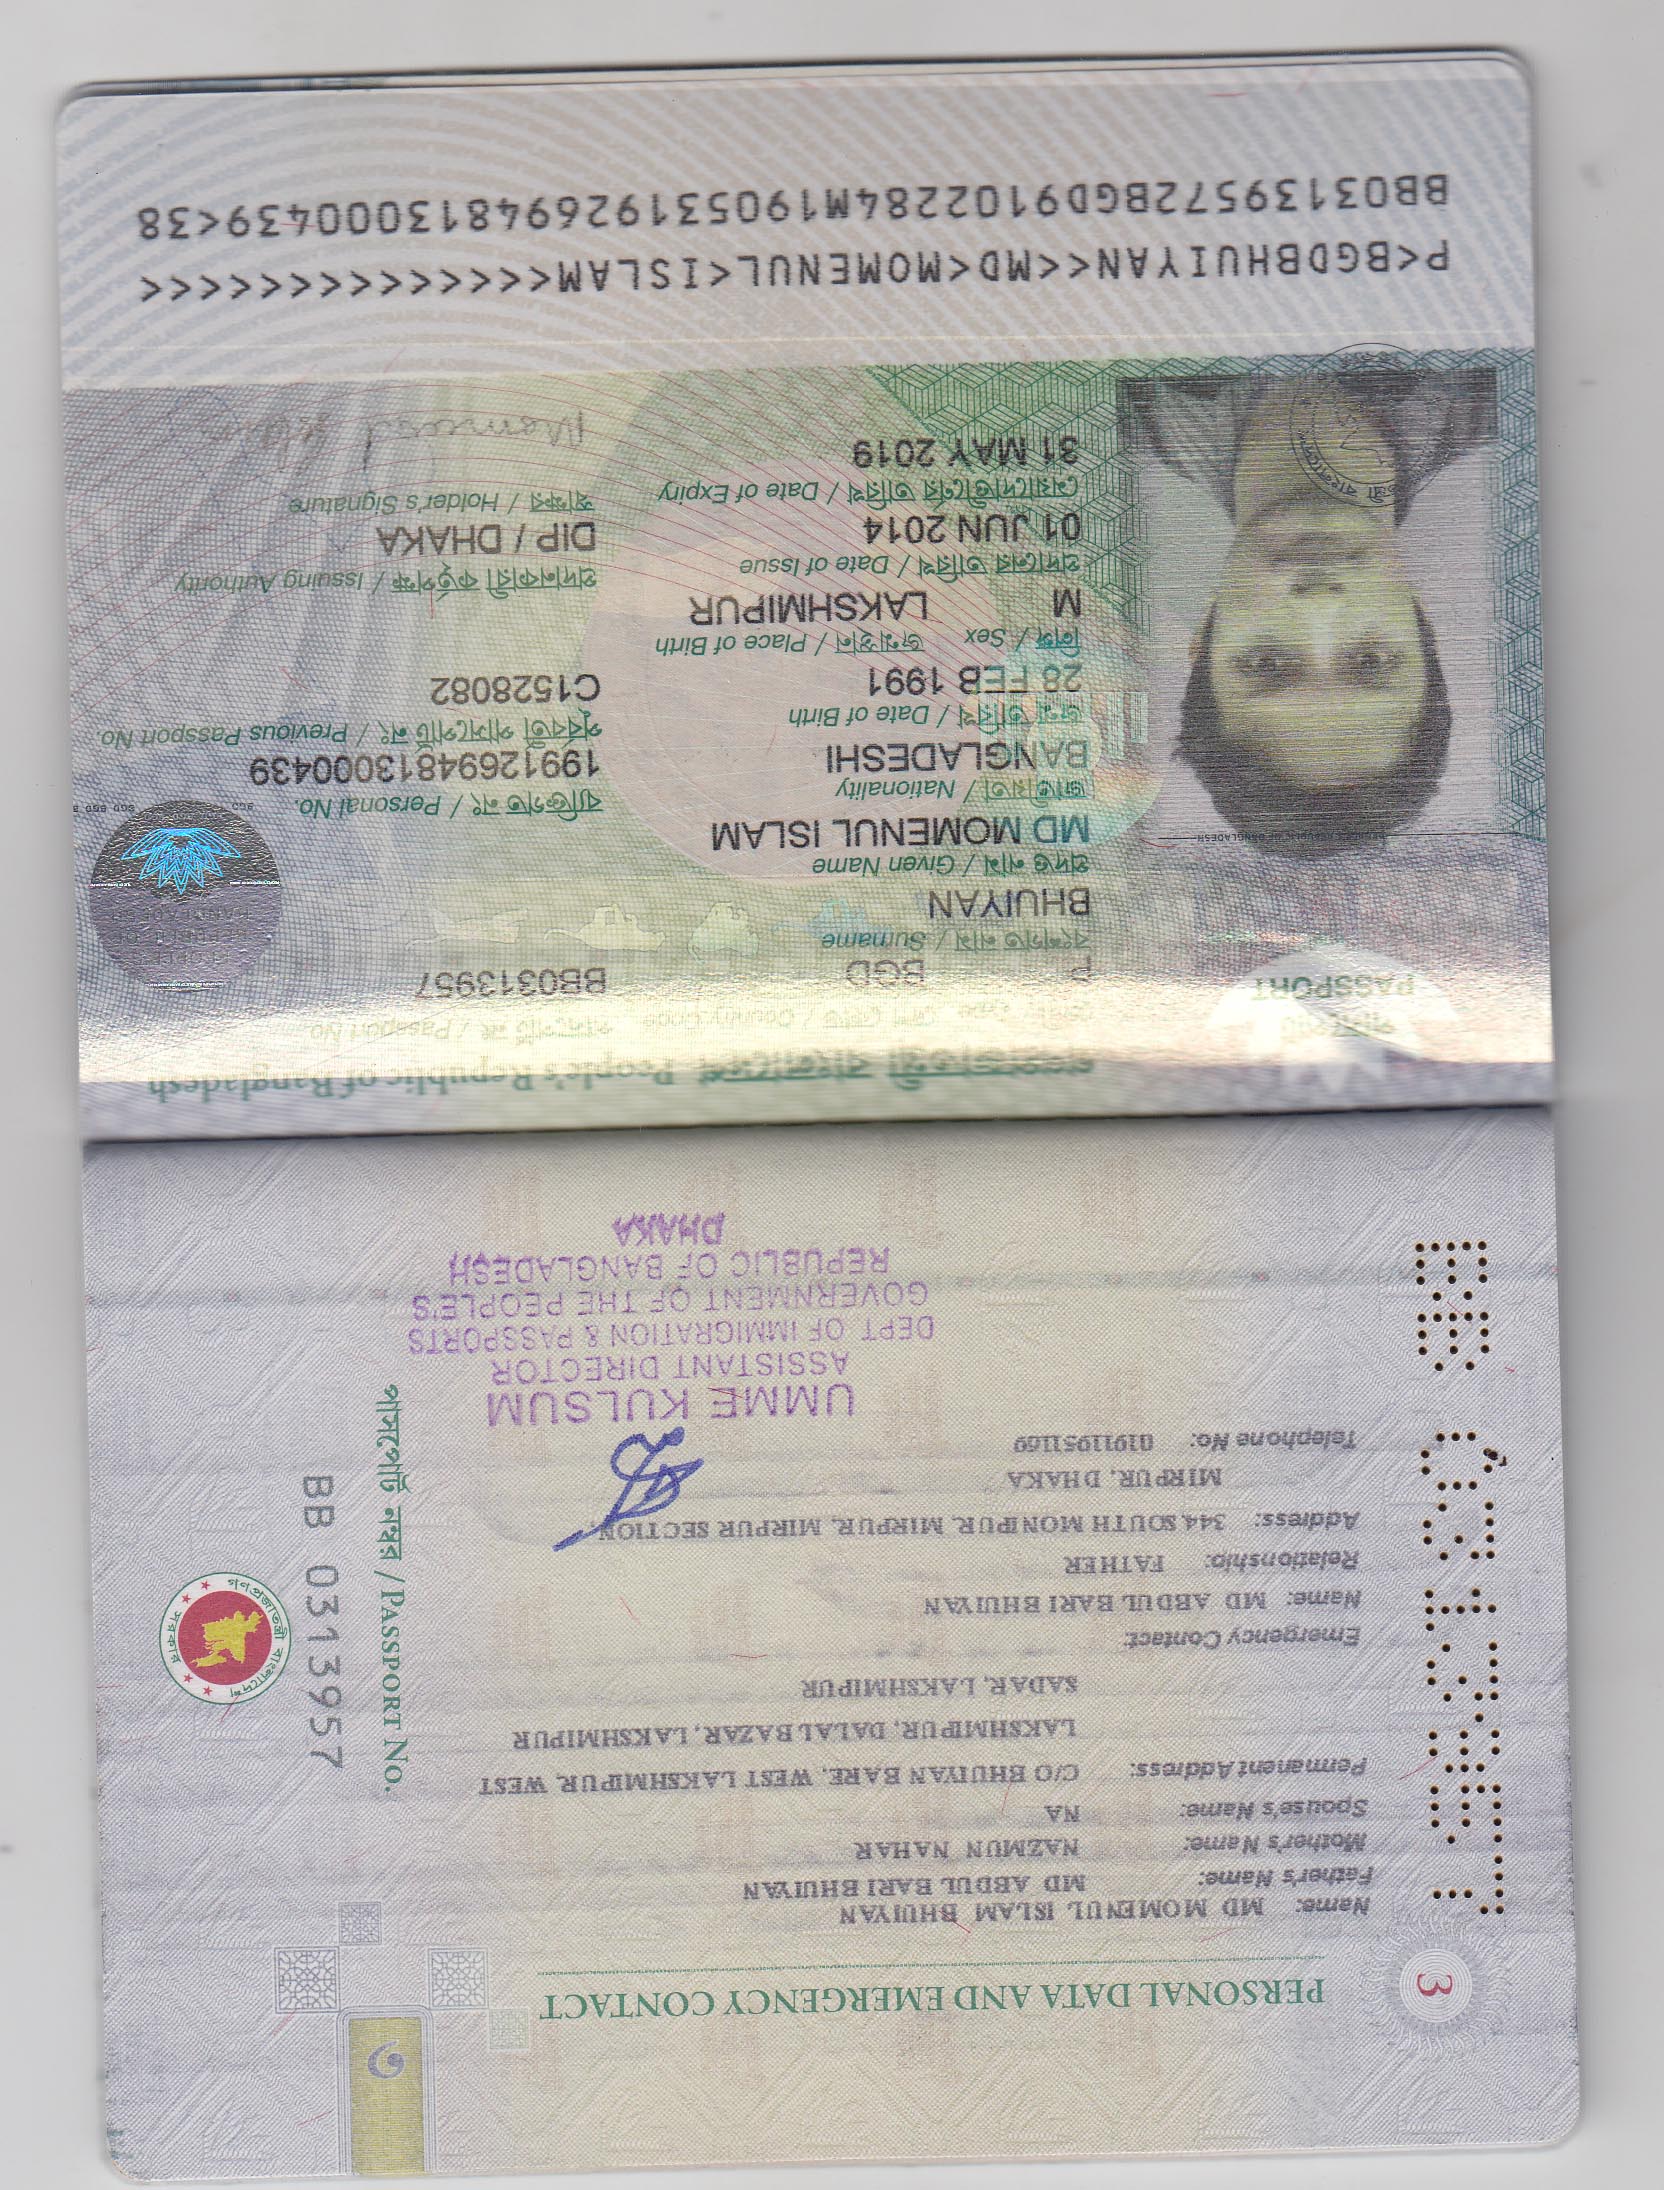 3
PERSONAL DATA AND EMERGENCY CONTACT
Name: MD MOMENUL ISLAM BHUIYAN
Father's Name: MD ABDUL BARI BHUIYAN
Mother's Name: NAZMUN NAHAR
Spouse's Name: NA
Permanent Address: C/O BHUIYAN BARE, WEST LAKSHMIPUR, WEST
LAKSHMIPUR, DALAL BAZAR, LAKSHMIPUR
SADAR, LAKSHMIPUR
Emergency Contact:
Name: MD ABDUL BARI BHUIYAN
Relationship: FATHER
Address: 344, SOUTH MONIPUR, MIRPUR, MIRPUR SECTION,
MIRPUR, DHAKA
Telephone No: 01911951169
UMME KULSUM
ASSISTANT DIRECTOR
DEPT OF IMMIGRATION & PASSPORTS
GOVERNMENT OF THE PEOPLE'S
REPUBLIC OF BANGLADESH
DHAKA
পাসপোর্ট নম্বর / PASSPORT No.
BB 0313957
গণপ্রজাতন্ত্রী বাংলাদেশ সরকার
গণপ্রজাতন্ত্রী বাংলাদেশ People's Republic of Bangladesh
PASSPORT
Type / Country Code / পাসপোর্ট নং / Passport No.
P BGD BB0313957
বংশগত নাম / Surname
BHUIYAN
প্রদত্ত নাম / Given Name
MD MOMENUL ISLAM
জাতীয়তা / Nationality ব্যক্তিগত নং / Personal No.
BANGLADESHI 19912694813000439
জন্ম তারিখ / Date of Birth পূর্ববর্তী পাসপোর্ট নং / Previous Passport No.
28 FEB 1991 C1528082
লিঙ্গ / Sex জন্মস্থান / Place of Birth
M LAKSHMIPUR
প্রদানের তারিখ / Date of Issue প্রদানকারী কর্তৃপক্ষ / Issuing Authority
01 JUN 2014 DIP / DHAKA
মেয়াদোত্তীর্ণের তারিখ / Date of Expiry স্বাক্ষর / Holder's Signature
31 MAY 2019
P<BGDBHUIYAN<<MD<MOMENUL<ISLAM<<<<<<<<<<<<<<
BB03139572BGD9102284M19053192694813000439<38